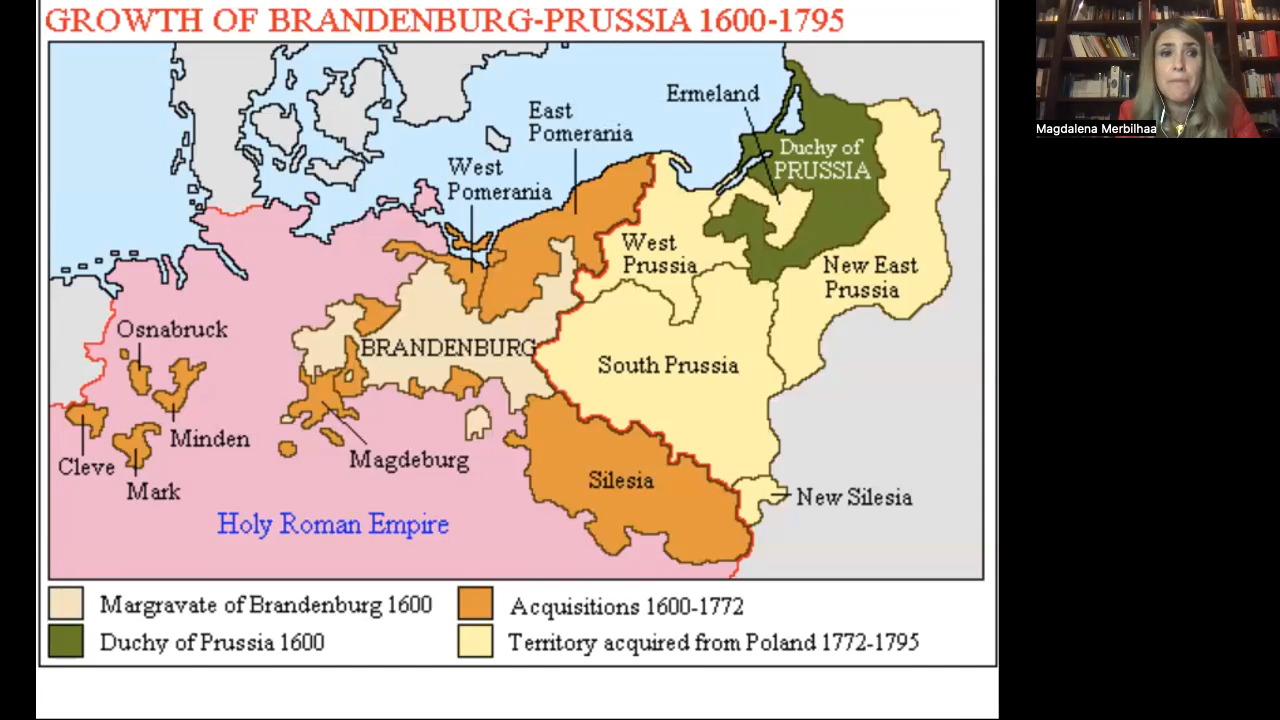 GROWTH OF BRANDENBURG-PRUSSIA 1600-1795
Magdalena Merbilhaa
Ermeland
East
Pomerania
Duchy of
PRUSSIA
West
Pomerania
West
Prussia
New East
Prussia
Osnabruck
BRANDENBURG
South Prussia
Minden
Cleve
Magdeburg
Mark
Silesia
New Silesia
Holy Roman Empire
Margravate of Brandenburg 1600
Acquisitions 1600-1772
Duchy of Prussia 1600
Territory acquired from Poland 1772-1795